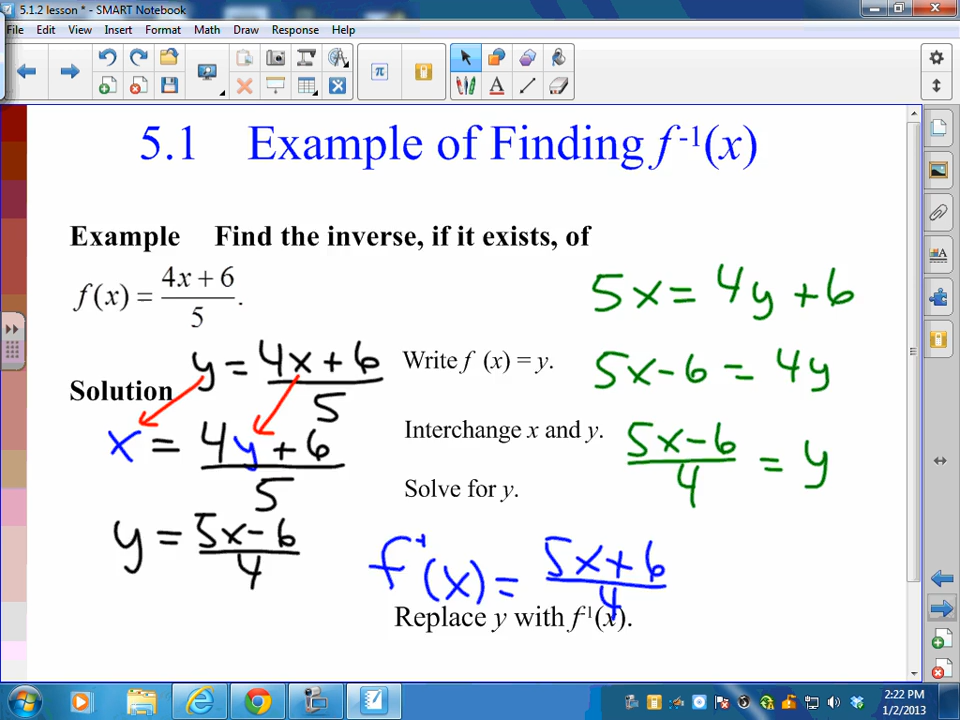 5.1.2 lesson * - SMART Notebook
File Edit View Insert Format Math Draw Response Help
π
5.1 Example of Finding f⁻¹(x)
Example Find the inverse, if it exists, of
f(x) = (4x + 6)/5.
5x = 4y + 6
y = (4x + 6)/5
Write f (x) = y.
5x - 6 = 4y
Solution
x = (4y + 6)/5
Interchange x and y.
(5x - 6)/4 = y
Solve for y.
y = (5x - 6)/4
f⁻¹(x) = (5x + 6)/4
Replace y with f⁻¹(x).
2:22 PM
1/2/2013